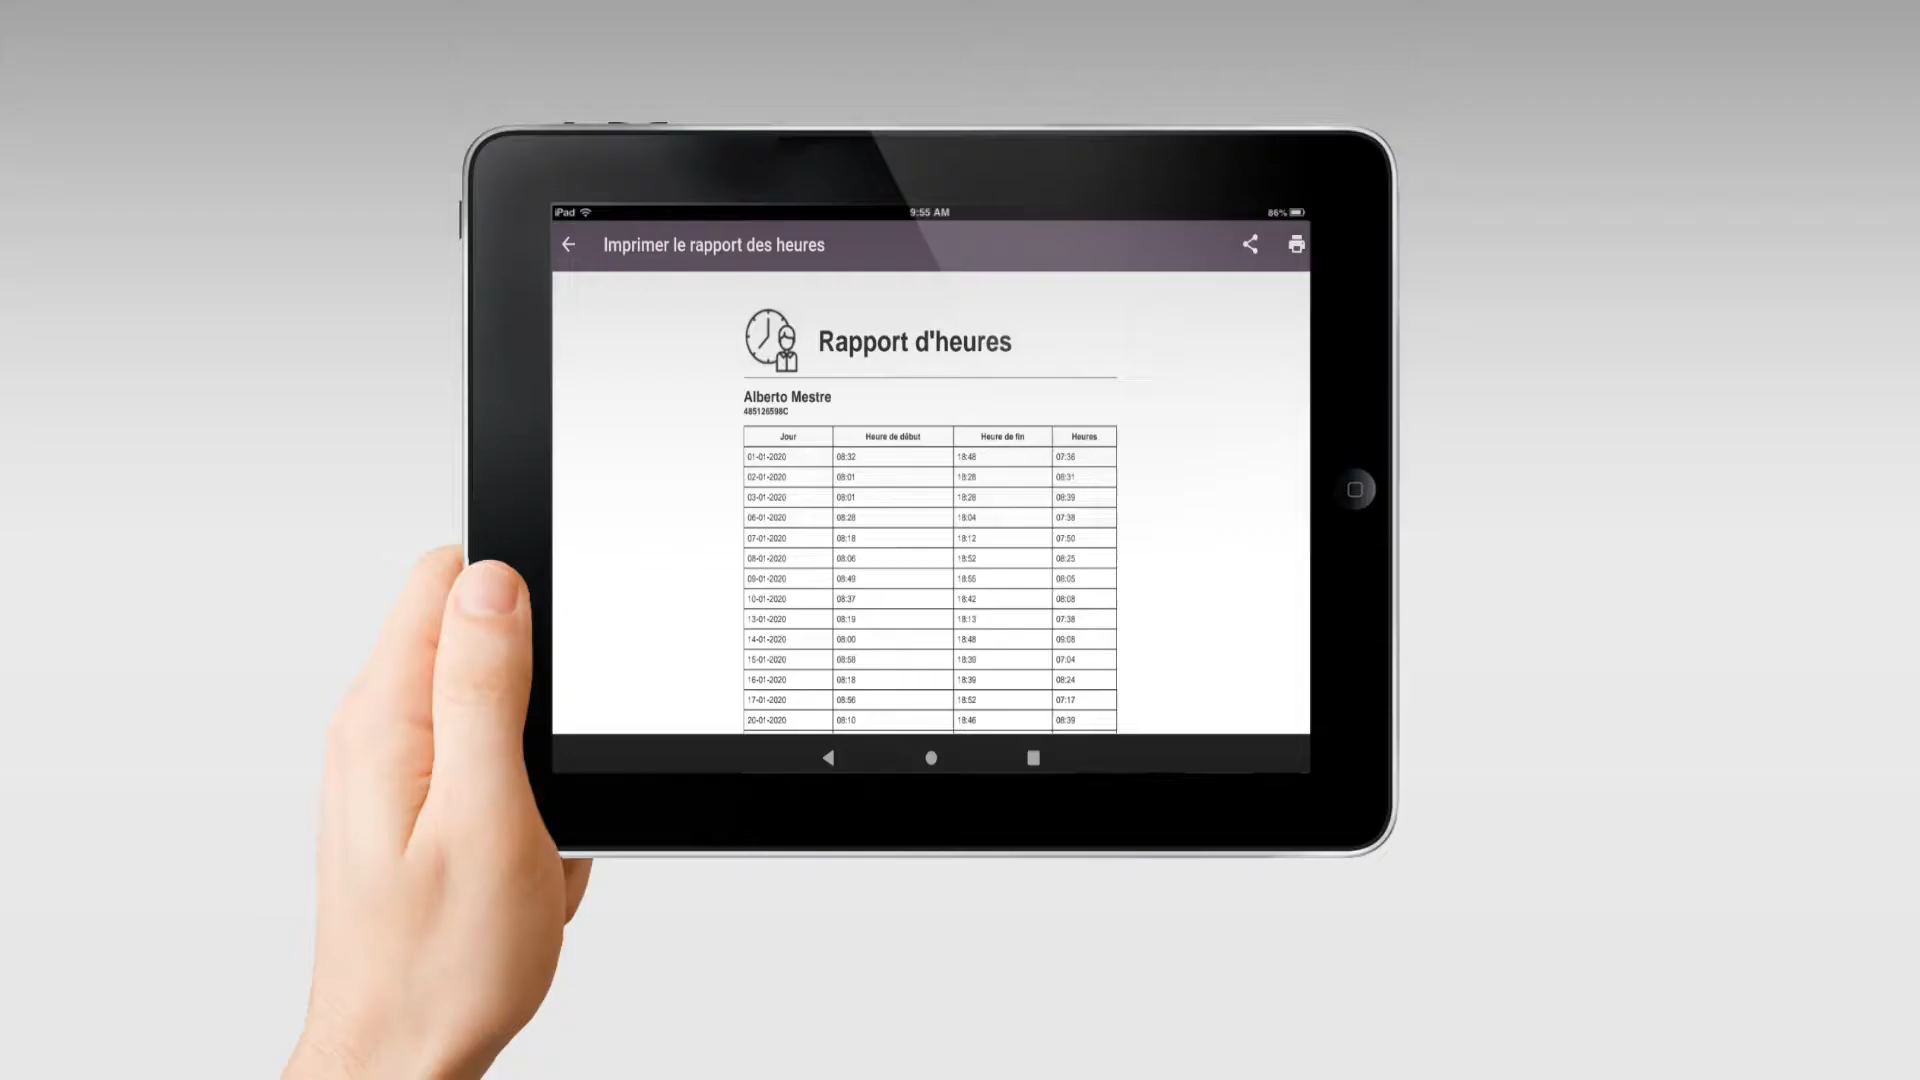 iPad 9:55 AM 86%
Imprimer le rapport des heures
Rapport d'heures
Alberto Mestre
485126598C
Jour Heure de début Heure de fin Heures
01-01-2020 08:32 18:48 07:36
02-01-2020 08:01 18:28 08:31
03-01-2020 08:01 18:28 08:39
06-01-2020 08:28 18:04 07:38
07-01-2020 08:18 18:12 07:50
08-01-2020 08:06 18:52 08:25
09-01-2020 08:49 18:55 08:05
10-01-2020 08:37 18:42 08:08
13-01-2020 08:19 18:13 07:38
14-01-2020 08:00 18:48 09:08
15-01-2020 08:58 18:38 07:04
16-01-2020 08:18 18:39 08:24
17-01-2020 08:56 18:52 07:17
20-01-2020 08:10 18:46 08:39